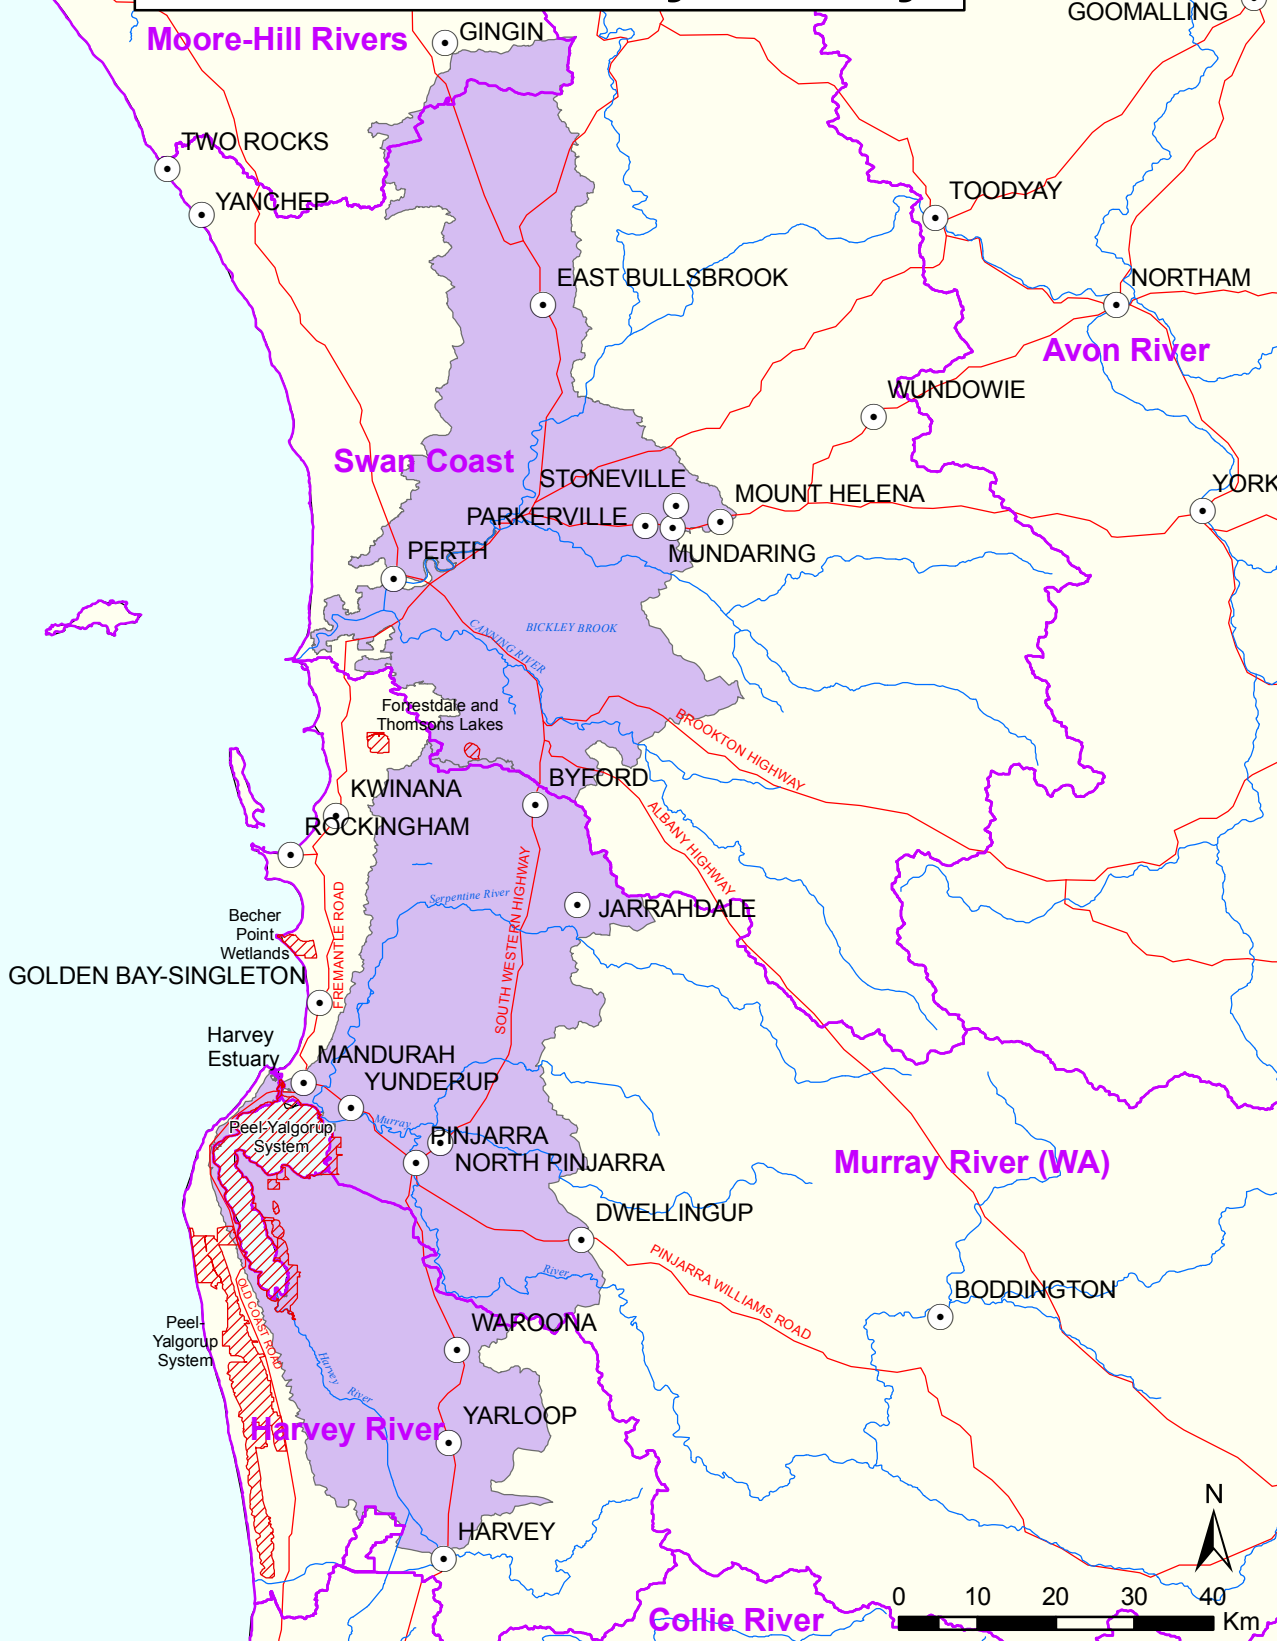 GOOMALLING
Moore-Hill Rivers
GINGIN
TWO ROCKS
YANCHEP
TOODYAY
EAST BULLSBROOK
NORTHAM
Avon River
WUNDOWIE
Swan Coast
STONEVILLE
MOUNT HELENA
YORK
PARKERVILLE
MUNDARING
PERTH
CANNING RIVER
BICKLEY BROOK
Forrestdale and
Thomsons Lakes
BROOKTON HIGHWAY
KWINANA
BYFORD
ROCKINGHAM
ALBANY HIGHWAY
SOUTH WESTERN HIGHWAY
FREMANTLE ROAD
Serpentine River
JARRAHDALE
Becher
Point
Wetlands
GOLDEN BAY-SINGLETON
Harvey
Estuary
MANDURAH
YUNDERUP
Murray
Peel-Yalgorup
System
PINJARRA
NORTH PINJARRA
Murray River (WA)
DWELLINGUP
PINJARRA WILLIAMS ROAD
River
OLD COAST ROAD
BODDINGTON
Peel-
Yalgorup
System
WAROONA
Harvey River
YARLOOP
Harvey River
HARVEY
N
Collie River
0 10 20 30 40
Km